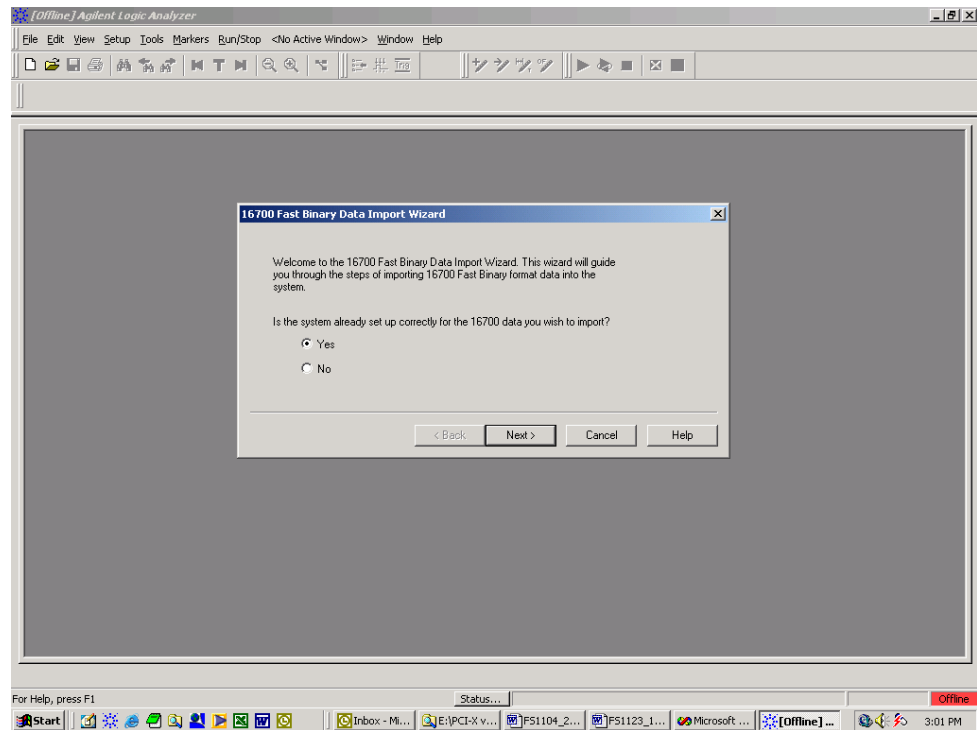 [Offline] Agilent Logic Analyzer
File Edit View Setup Tools Markers Run/Stop <No Active Window> Window Help
T Trig
16700 Fast Binary Data Import Wizard
Welcome to the 16700 Fast Binary Data Import Wizard. This wizard will guide
you through the steps of importing 16700 Fast Binary format data into the
system.
Is the system already set up correctly for the 16700 data you wish to import?
Yes
No
< Back Next > Cancel Help
For Help, press F1 Status... Offline
Start Inbox - Mi... E:\PCI-X v... FS1104_2... FS1123_1... Microsoft ... [Offline] ... 3:01 PM